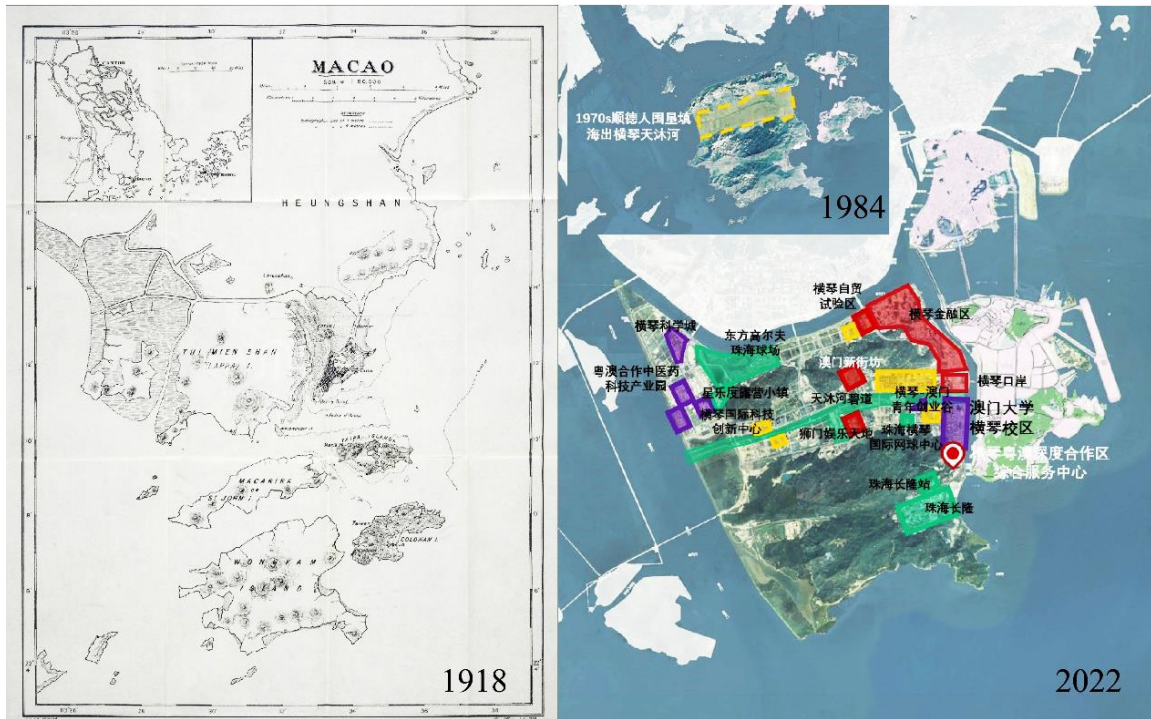 MACAO
CANTON
HEUNGSHAN
TUI MIEN SHAN
(LAPPA) I.
TAIPA ISLAND
MACARIRA
ST JOHN I.
COLOWAN I.
WONGKAM
ISLAND
1918
1970s顺德人围垦填
海出横琴天沐河
1984
横琴自贸
试验区
横琴金融区
横琴科学城
东方高尔夫
珠海球场
澳门新街坊
横琴口岸
粤澳合作中医药
科技产业园
星乐度露营小镇
天沐河碧道
横琴·澳门
青年创业谷
澳门大学
横琴校区
横琴国际科技
创新中心
狮门娱乐天地
珠海横琴
国际网球中心
横琴粤澳深度合作区
综合服务中心
珠海长隆站
珠海长隆
2022